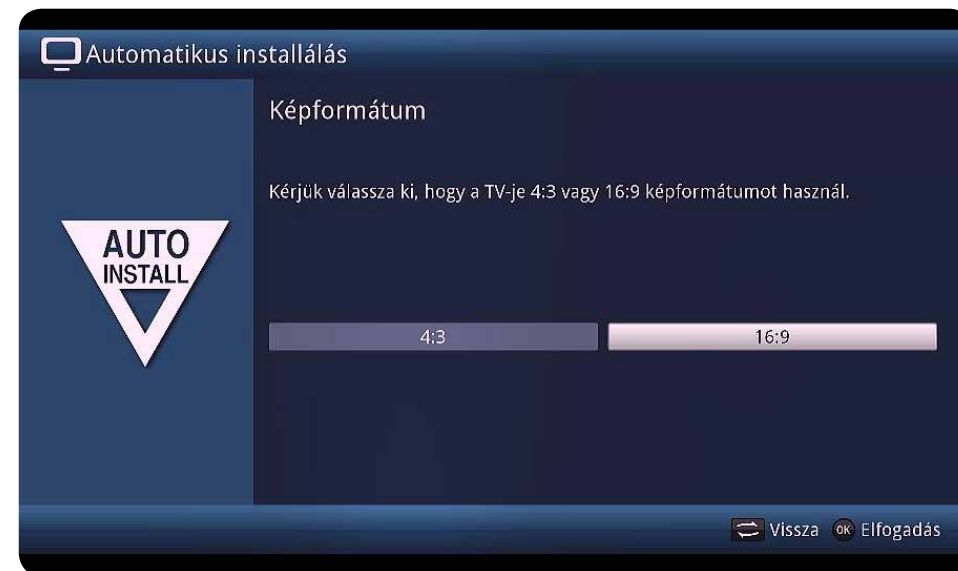 Automatikus installálás
Képformátum
Kérjük válassza ki, hogy a TV-je 4:3 vagy 16:9 képformátumot használ.
AUTO
INSTALL
4:3
16:9
Vissza OK Elfogadás